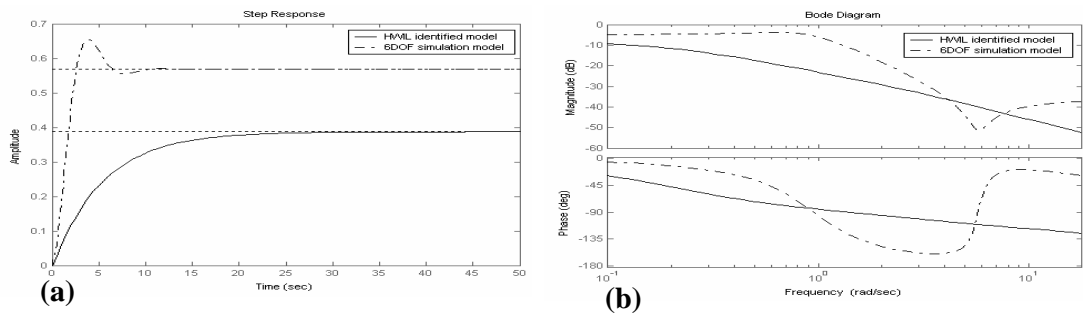 Step Response
HWIL identified model
6DOF simulation model
Amplitude
0.7
0.6
0.5
0.4
0.3
0.2
0.1
0
0 5 10 15 20 25 30 35 40 45 50
Time (sec)
(a)
Bode Diagram
HWIL identified model
6DOF simulation model
Magnitude (dB)
0
-10
-20
-30
-40
-50
-60
Phase (deg)
0
-45
-90
-135
-180
10-1 100 101
Frequency (rad/sec)
(b)